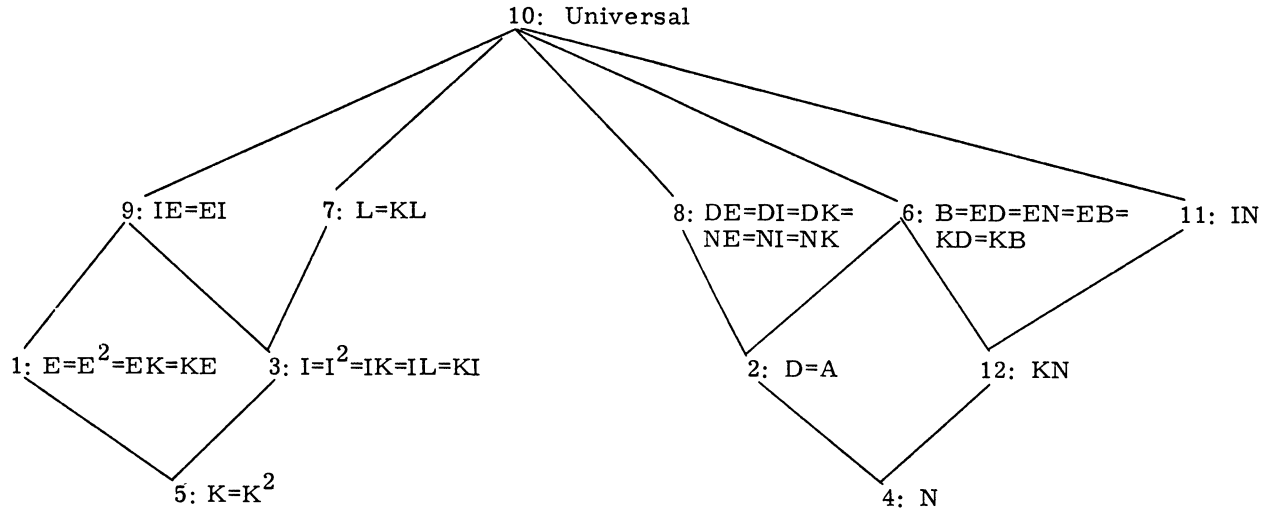 10: Universal
9: IE=EI
7: L=KL
8: DE=DI=DK=
NE=NI=NK
6: B=ED=EN=EB=
KD=KB
11: IN
1: E=E²=EK=KE
3: I=I²=IK=IL=KI
2: D=A
12: KN
5: K=K²
4: N